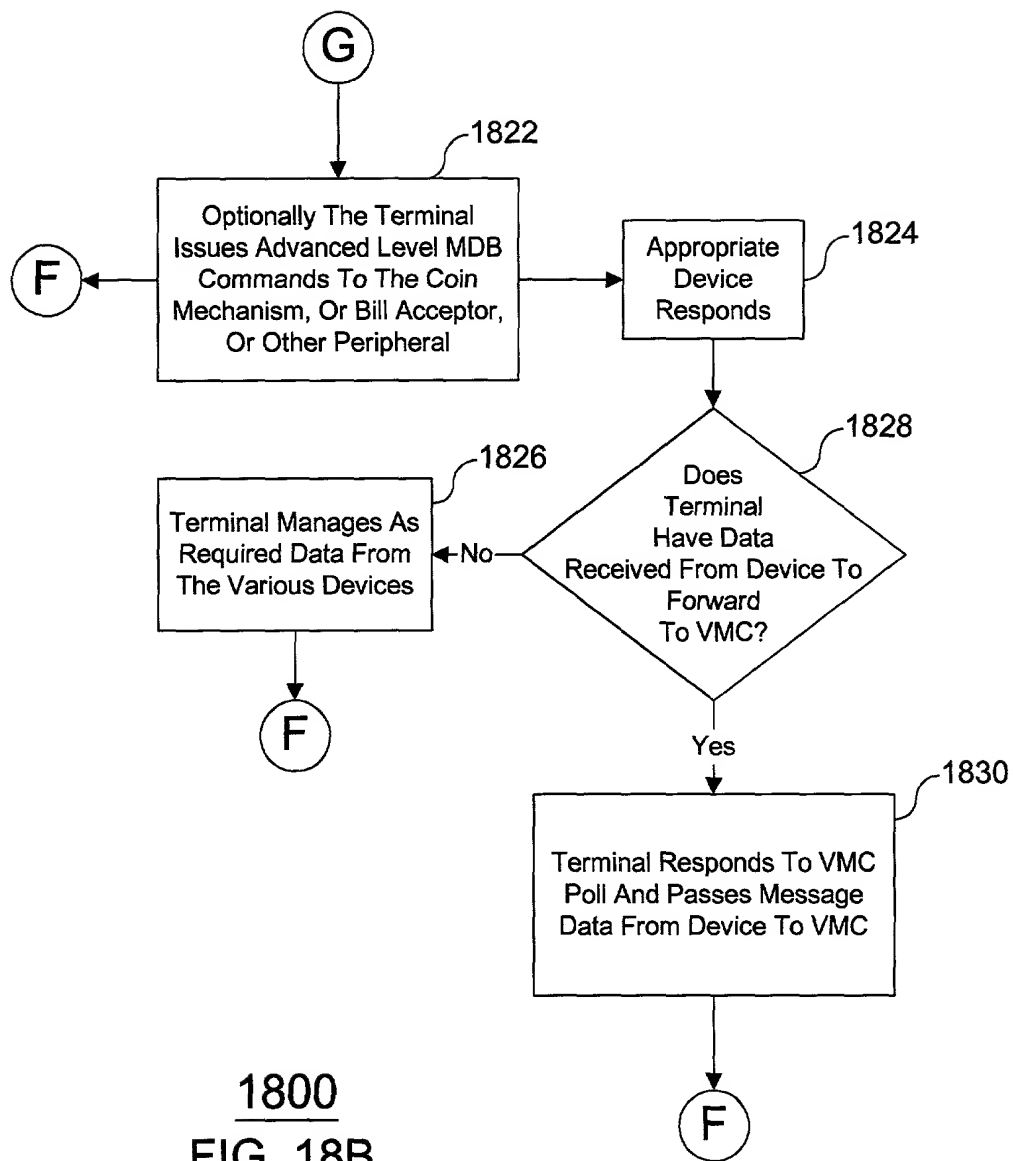 G
1822
Optionally The Terminal
Issues Advanced Level MDB
Commands To The Coin
Mechanism, Or Bill Acceptor,
Or Other Peripheral
F
1824
Appropriate
Device
Responds
1828
Does
Terminal
Have Data
Received From Device To
Forward
To VMC?
No
1826
Terminal Manages As
Required Data From
The Various Devices
F
Yes
1830
Terminal Responds To VMC
Poll And Passes Message
Data From Device To VMC
F
1800
FIG. 18B